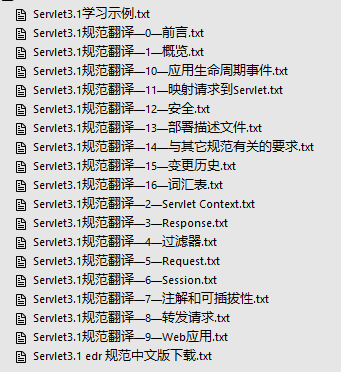 Servlet3.1学习示例.txt
Servlet3.1规范翻译—0—前言.txt
Servlet3.1规范翻译—1—概览.txt
Servlet3.1规范翻译—10—应用生命周期事件.txt
Servlet3.1规范翻译—11—映射请求到Servlet.txt
Servlet3.1规范翻译—12—安全.txt
Servlet3.1规范翻译—13—部署描述文件.txt
Servlet3.1规范翻译—14—与其它规范有关的要求.txt
Servlet3.1规范翻译—15—变更历史.txt
Servlet3.1规范翻译—16—词汇表.txt
Servlet3.1规范翻译—2—Servlet Context.txt
Servlet3.1规范翻译—3—Response.txt
Servlet3.1规范翻译—4—过滤器.txt
Servlet3.1规范翻译—5—Request.txt
Servlet3.1规范翻译—6—Session.txt
Servlet3.1规范翻译—7—注解和可插拔性.txt
Servlet3.1规范翻译—8—转发请求.txt
Servlet3.1规范翻译—9—Web应用.txt
Servlet3.1 edr 规范中文版下载.txt